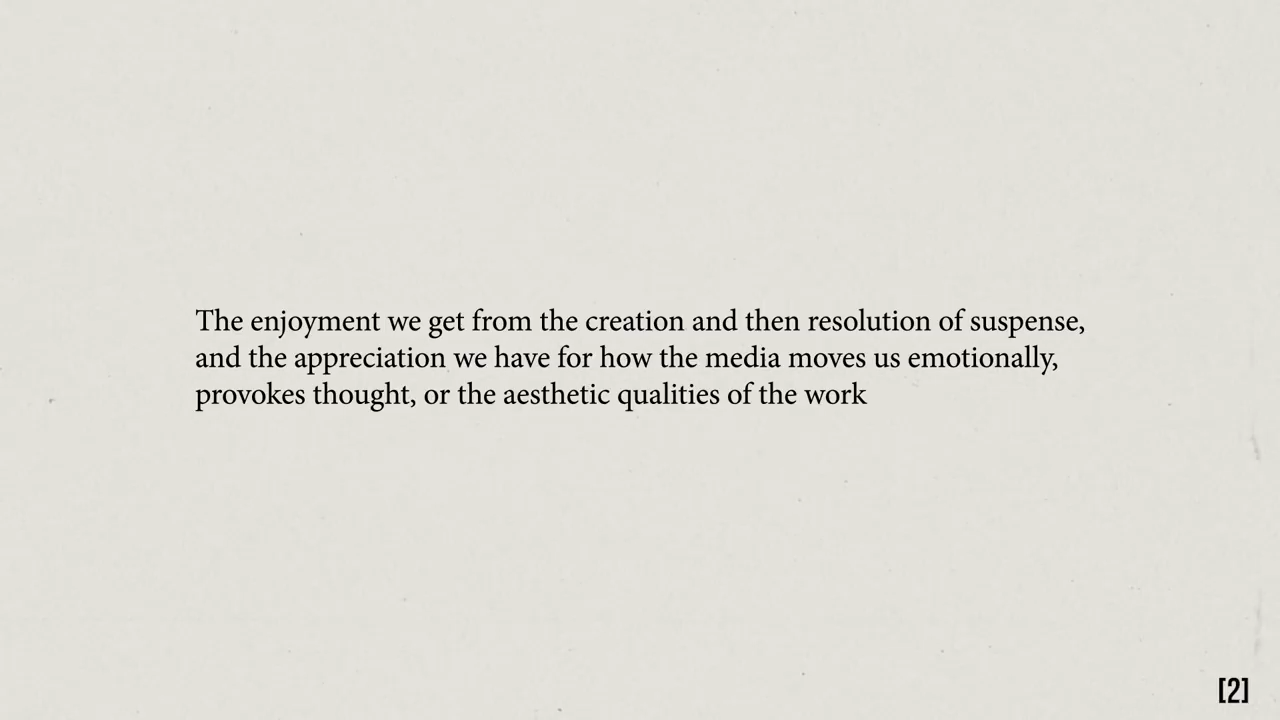 The enjoyment we get from the creation and then resolution of suspense,
and the appreciation we have for how the media moves us emotionally,
provokes thought, or the aesthetic qualities of the work
[2]